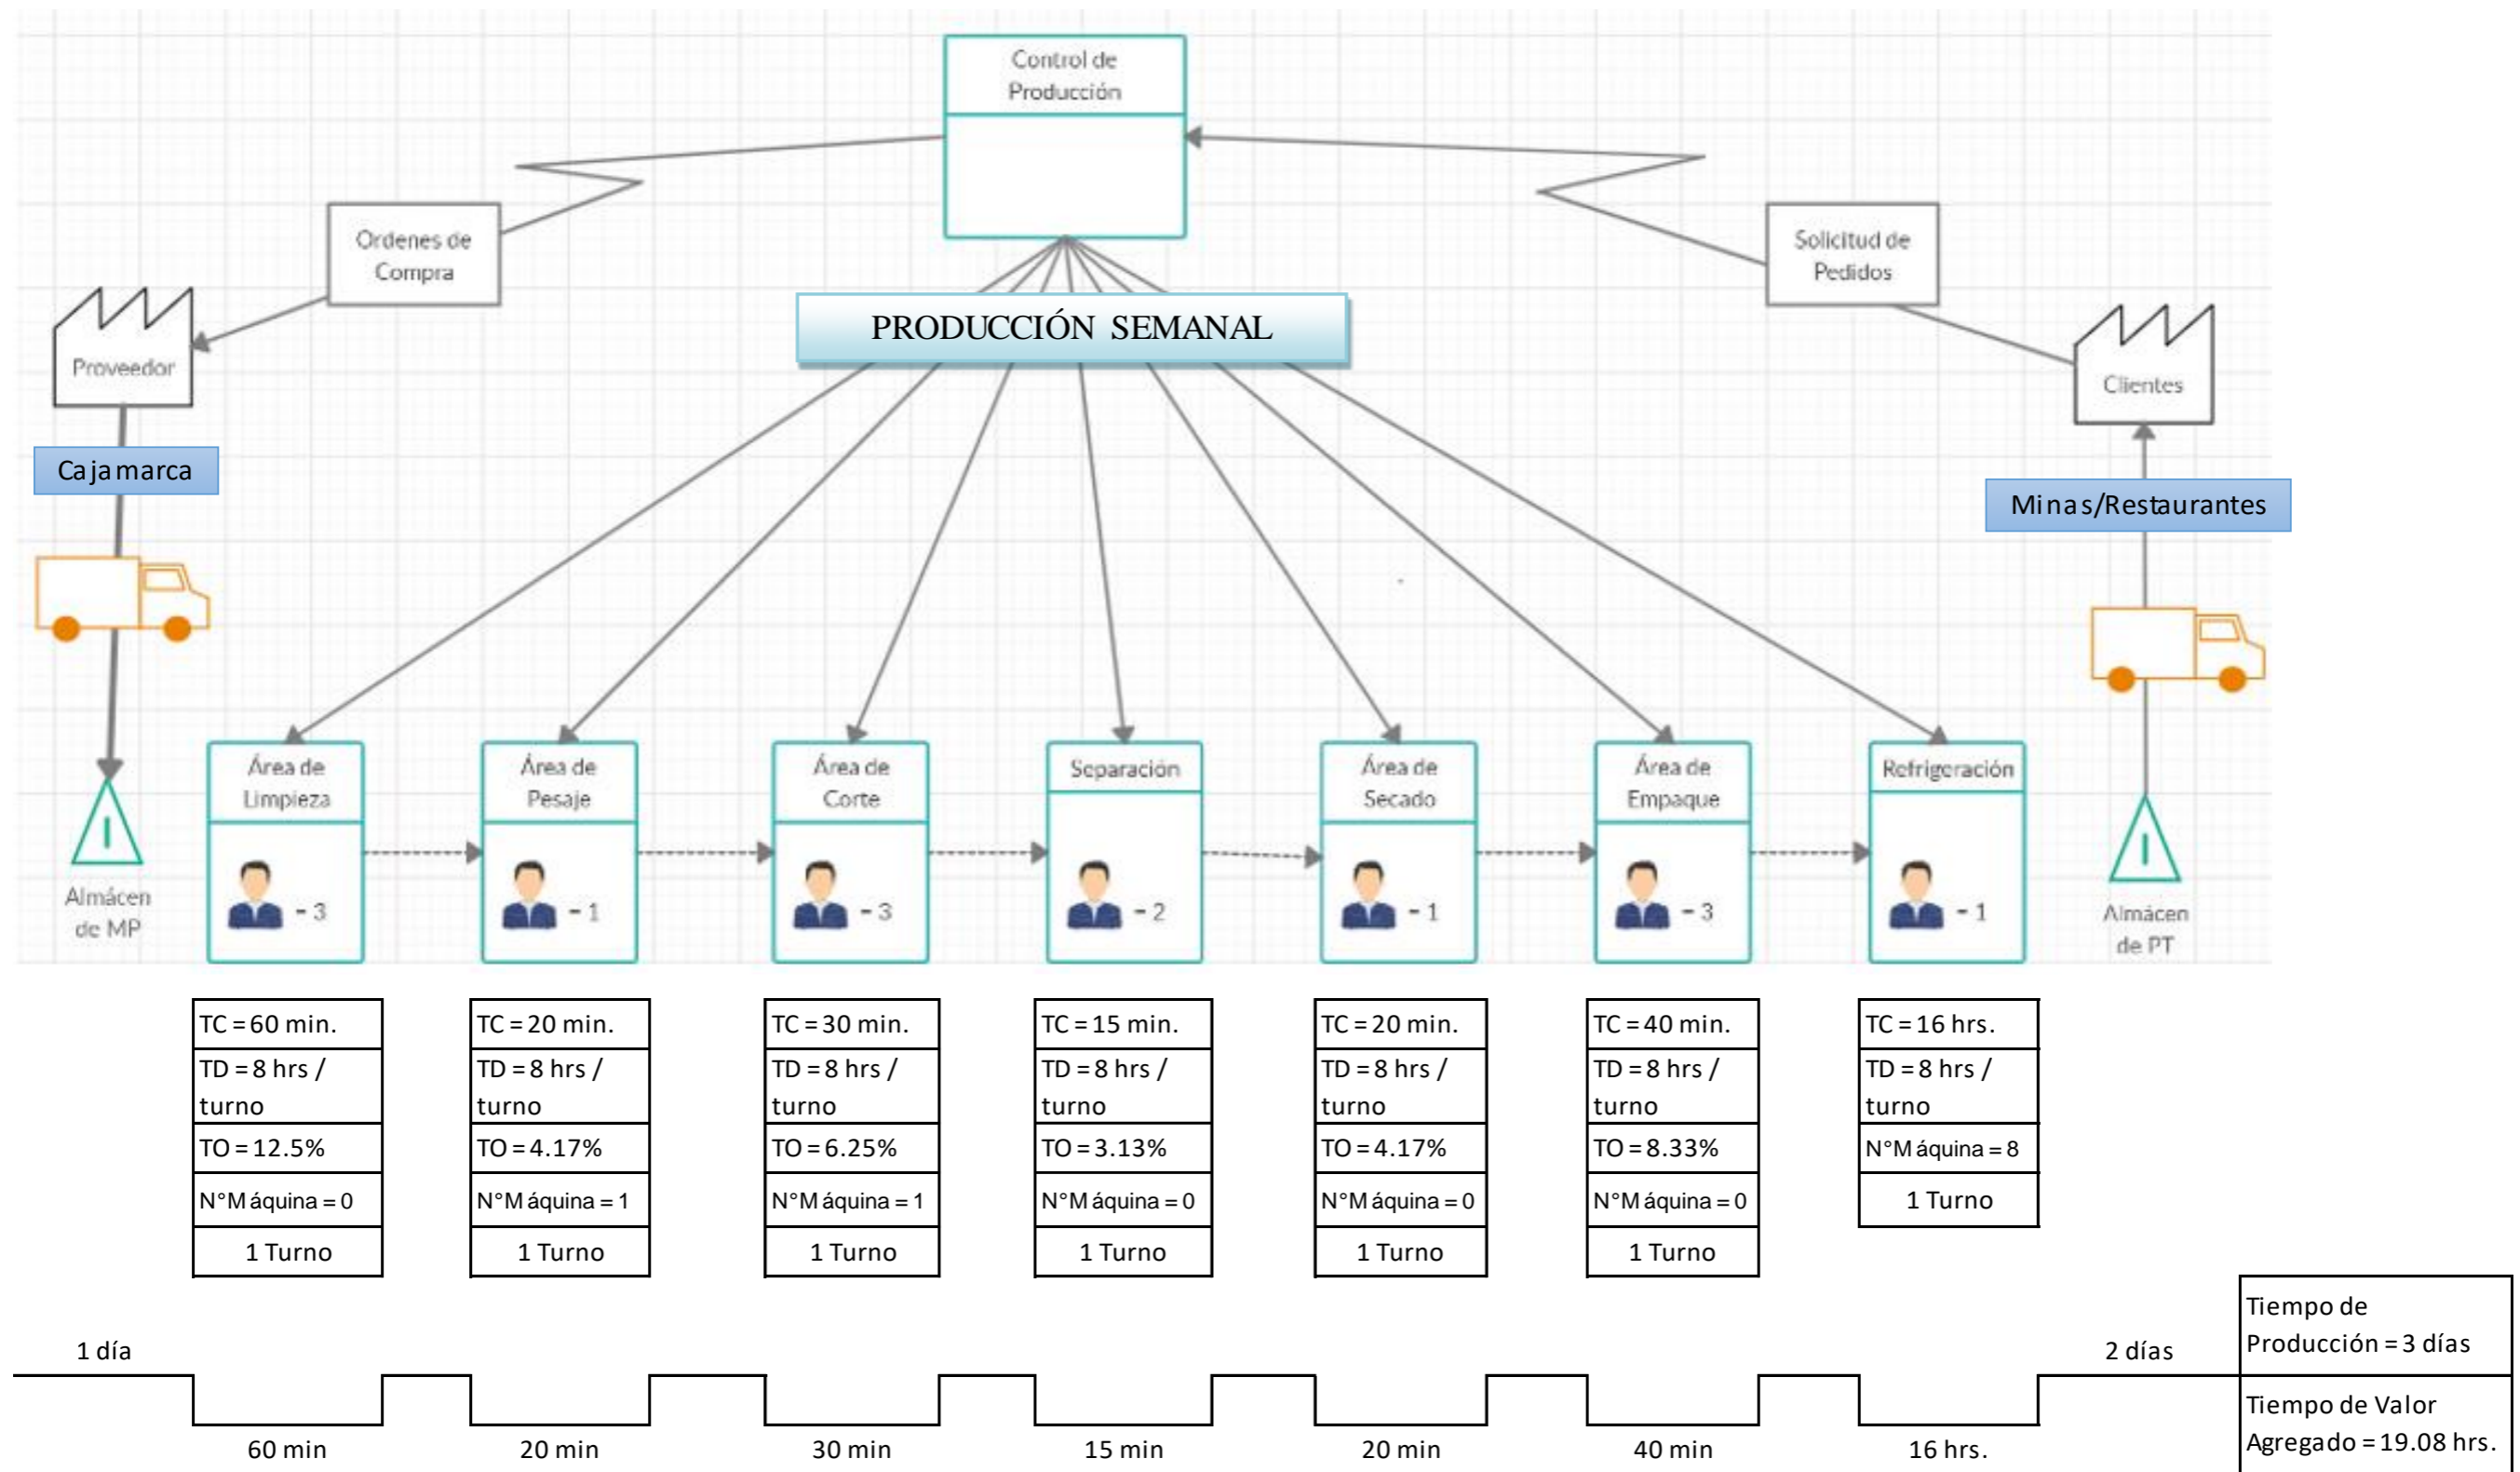 Control de
Producción
Ordenes de
Compra
Solicitud de
Pedidos
PRODUCCIÓN SEMANAL
Proveedor
Clientes
Cajamarca
Minas/Restaurantes
Área de
Limpieza
- 3
Área de
Pesaje
- 1
Área de
Corte
- 3
Separación
- 2
Área de
Secado
- 1
Área de
Empaque
- 3
Refrigeración
- 1
I
Almácen
de MP
I
Almácen
de PT
TC = 60 min.
TD = 8 hrs /
turno
TO = 12.5%
N°Máquina = 0
1 Turno
TC = 20 min.
TD = 8 hrs /
turno
TO = 4.17%
N°Máquina = 1
1 Turno
TC = 30 min.
TD = 8 hrs /
turno
TO = 6.25%
N°Máquina = 1
1 Turno
TC = 15 min.
TD = 8 hrs /
turno
TO = 3.13%
N°Máquina = 0
1 Turno
TC = 20 min.
TD = 8 hrs /
turno
TO = 4.17%
N°Máquina = 0
1 Turno
TC = 40 min.
TD = 8 hrs /
turno
TO = 8.33%
N°Máquina = 0
1 Turno
TC = 16 hrs.
TD = 8 hrs /
turno
N°Máquina = 8
1 Turno
1 día
2 días
Tiempo de
Producción = 3 días
60 min
20 min
30 min
15 min
20 min
40 min
16 hrs.
Tiempo de Valor
Agregado = 19.08 hrs.